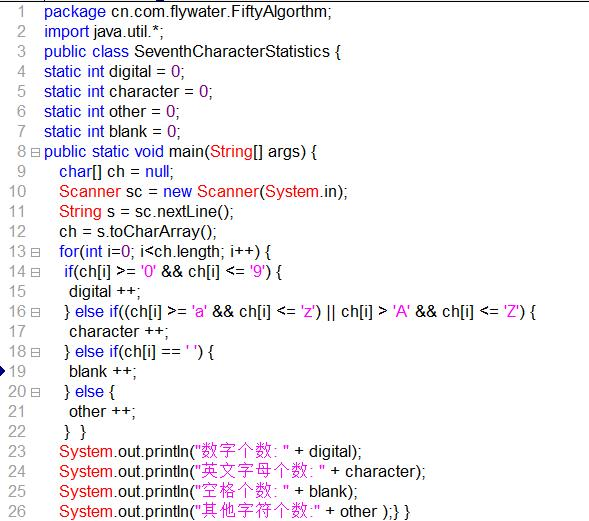 1 package cn.com.flywater.FiftyAlgorthm;
2 import java.util.*;
3 public class SeventhCharacterStatistics {
4 static int digital = 0;
5 static int character = 0;
6 static int other = 0;
7 static int blank = 0;
8 public static void main(String[] args) {
9 char[] ch = null;
10 Scanner sc = new Scanner(System.in);
11 String s = sc.nextLine();
12 ch = s.toCharArray();
13 for(int i=0; i<ch.length; i++) {
14 if(ch[i] >= '0' && ch[i] <= '9') {
15 digital ++;
16 } else if((ch[i] >= 'a' && ch[i] <= 'z') || ch[i] > 'A' && ch[i] <= 'Z') {
17 character ++;
18 } else if(ch[i] == ' ') {
19 blank ++;
20 } else {
21 other ++;
22 } }
23 System.out.println("数字个数: " + digital);
24 System.out.println("英文字母个数: " + character);
25 System.out.println("空格个数: " + blank);
26 System.out.println("其他字符个数:" + other );} }